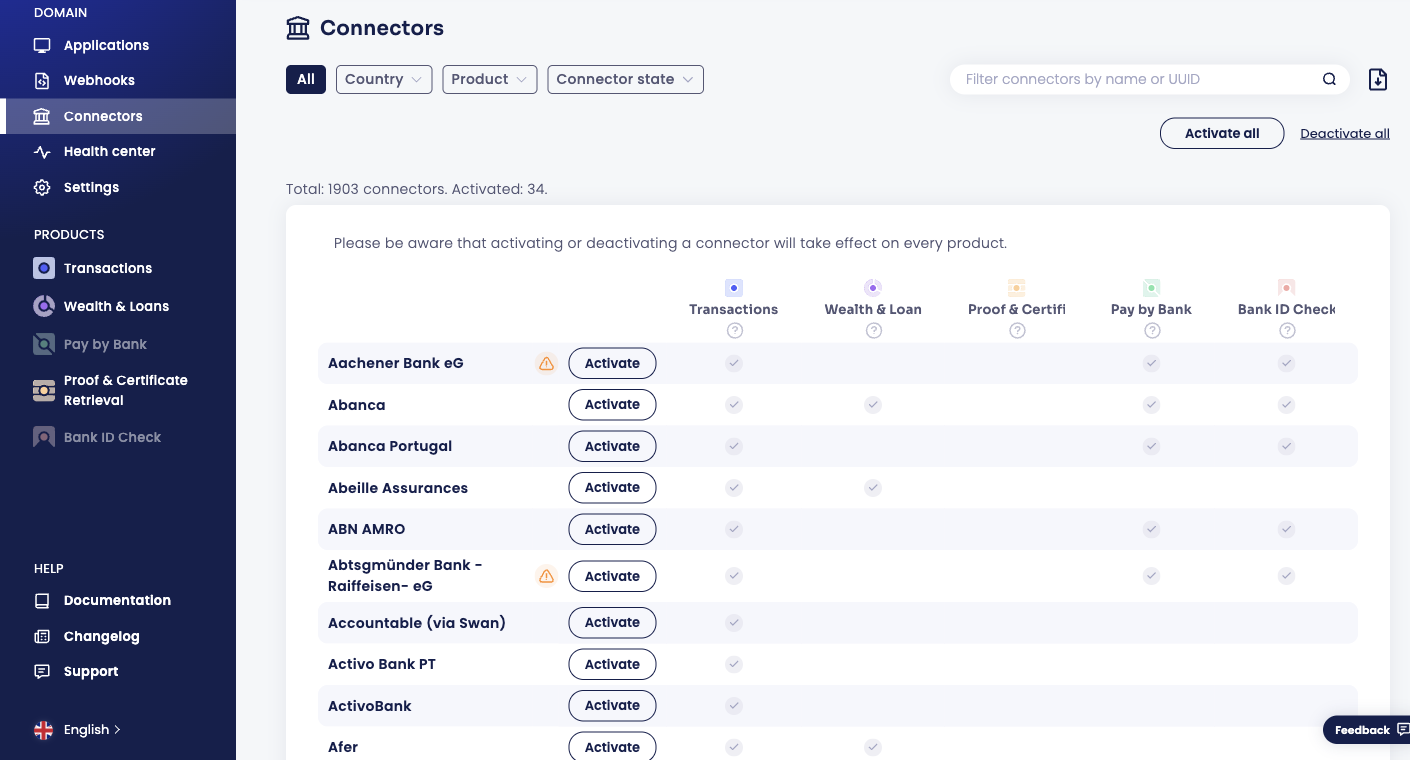 DOMAIN
Applications
Webhooks
Connectors
Health center
Settings
PRODUCTS
Transactions
Wealth & Loans
Pay by Bank
Proof & Certificate
Retrieval
Bank ID Check
HELP
Documentation
Changelog
Support
English
Connectors
All
Country
Product
Connector state
Filter connectors by name or UUID
Activate all
Deactivate all
Total: 1903 connectors. Activated: 34.
Please be aware that activating or deactivating a connector will take effect on every product.
Transactions Wealth & Loan Proof & Certifi Pay by Bank Bank ID Check
? ? ? ? ?
Aachener Bank eG Activate
Abanca Activate
Abanca Portugal Activate
Abeille Assurances Activate
ABN AMRO Activate
Abtsgmünder Bank -
Raiffeisen- eG Activate
Accountable (via Swan) Activate
Activo Bank PT Activate
ActivoBank Activate
Afer Activate
Feedback